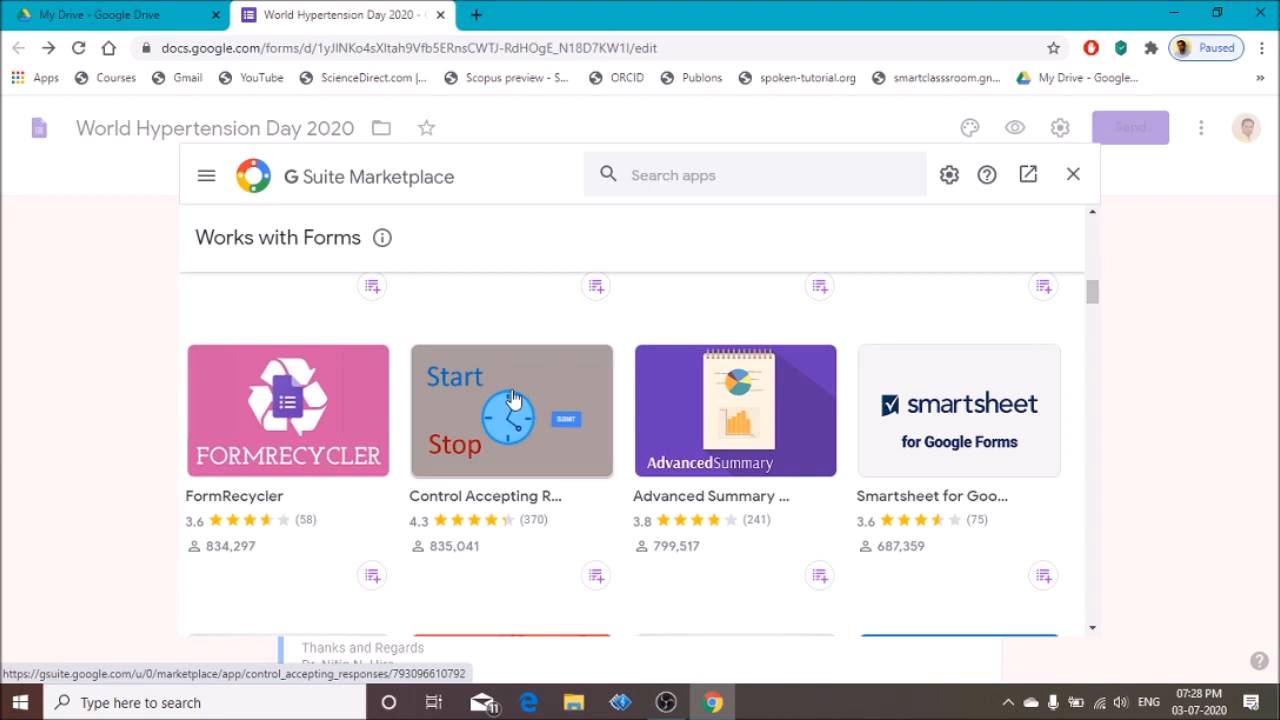 My Drive - Google Drive
World Hypertension Day 2020 -
docs.google.com/forms/d/1yJINKo4sXItah9Vfb5ERnsCWTJ-RdHOgE_N18D7KW1I/edit
Paused
Apps
Courses
Gmail
YouTube
ScienceDirect.com |...
Scopus preview - S...
ORCID
Publons
spoken-tutorial.org
smartclasssroom.gn...
My Drive - Google...
»
World Hypertension Day 2020
Send
G Suite Marketplace
Search apps
Works with Forms
FORMRECYCLER
Start
Stop
SUBMIT
AdvancedSummary
smartsheet
for Google Forms
FormRecycler
Control Accepting R...
Advanced Summary ...
Smartsheet for Goo...
3.6 (58)
4.3 (370)
3.8 (241)
3.6 (75)
834,297
835,041
799,517
687,359
Thanks and Regards
https://gsuite.google.com/u/0/marketplace/app/control_accepting_responses/793096610792
Type here to search
11
ENG
07:28 PM
03-07-2020